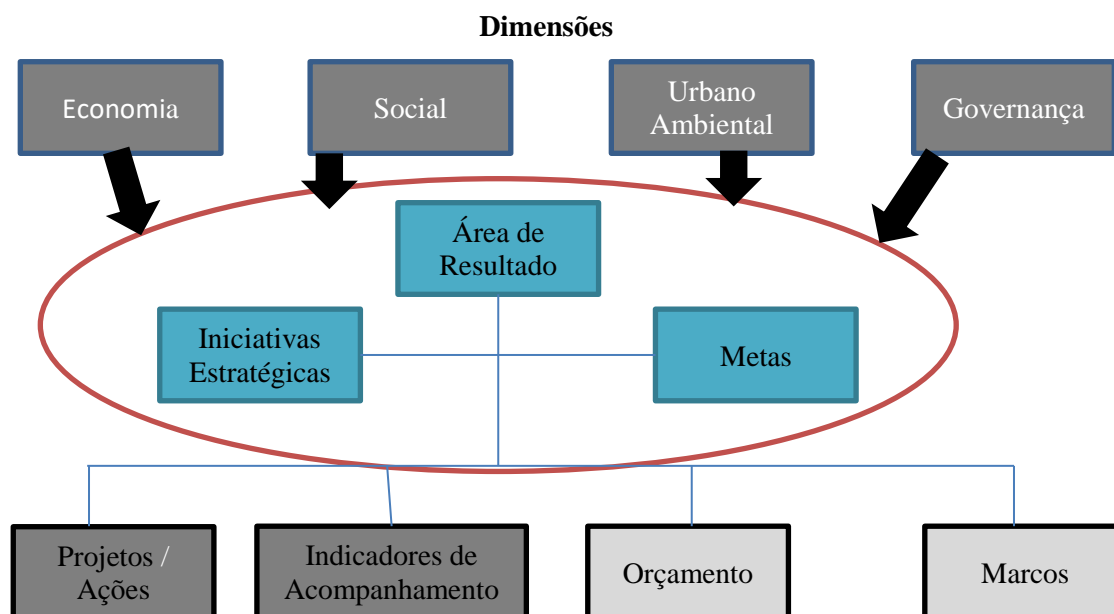 Dimensões
Economia
Social
Urbano
Ambiental
Governança
Área de
Resultado
Iniciativas
Estratégicas
Metas
Projetos /
Ações
Indicadores de
Acompanhamento
Orçamento
Marcos